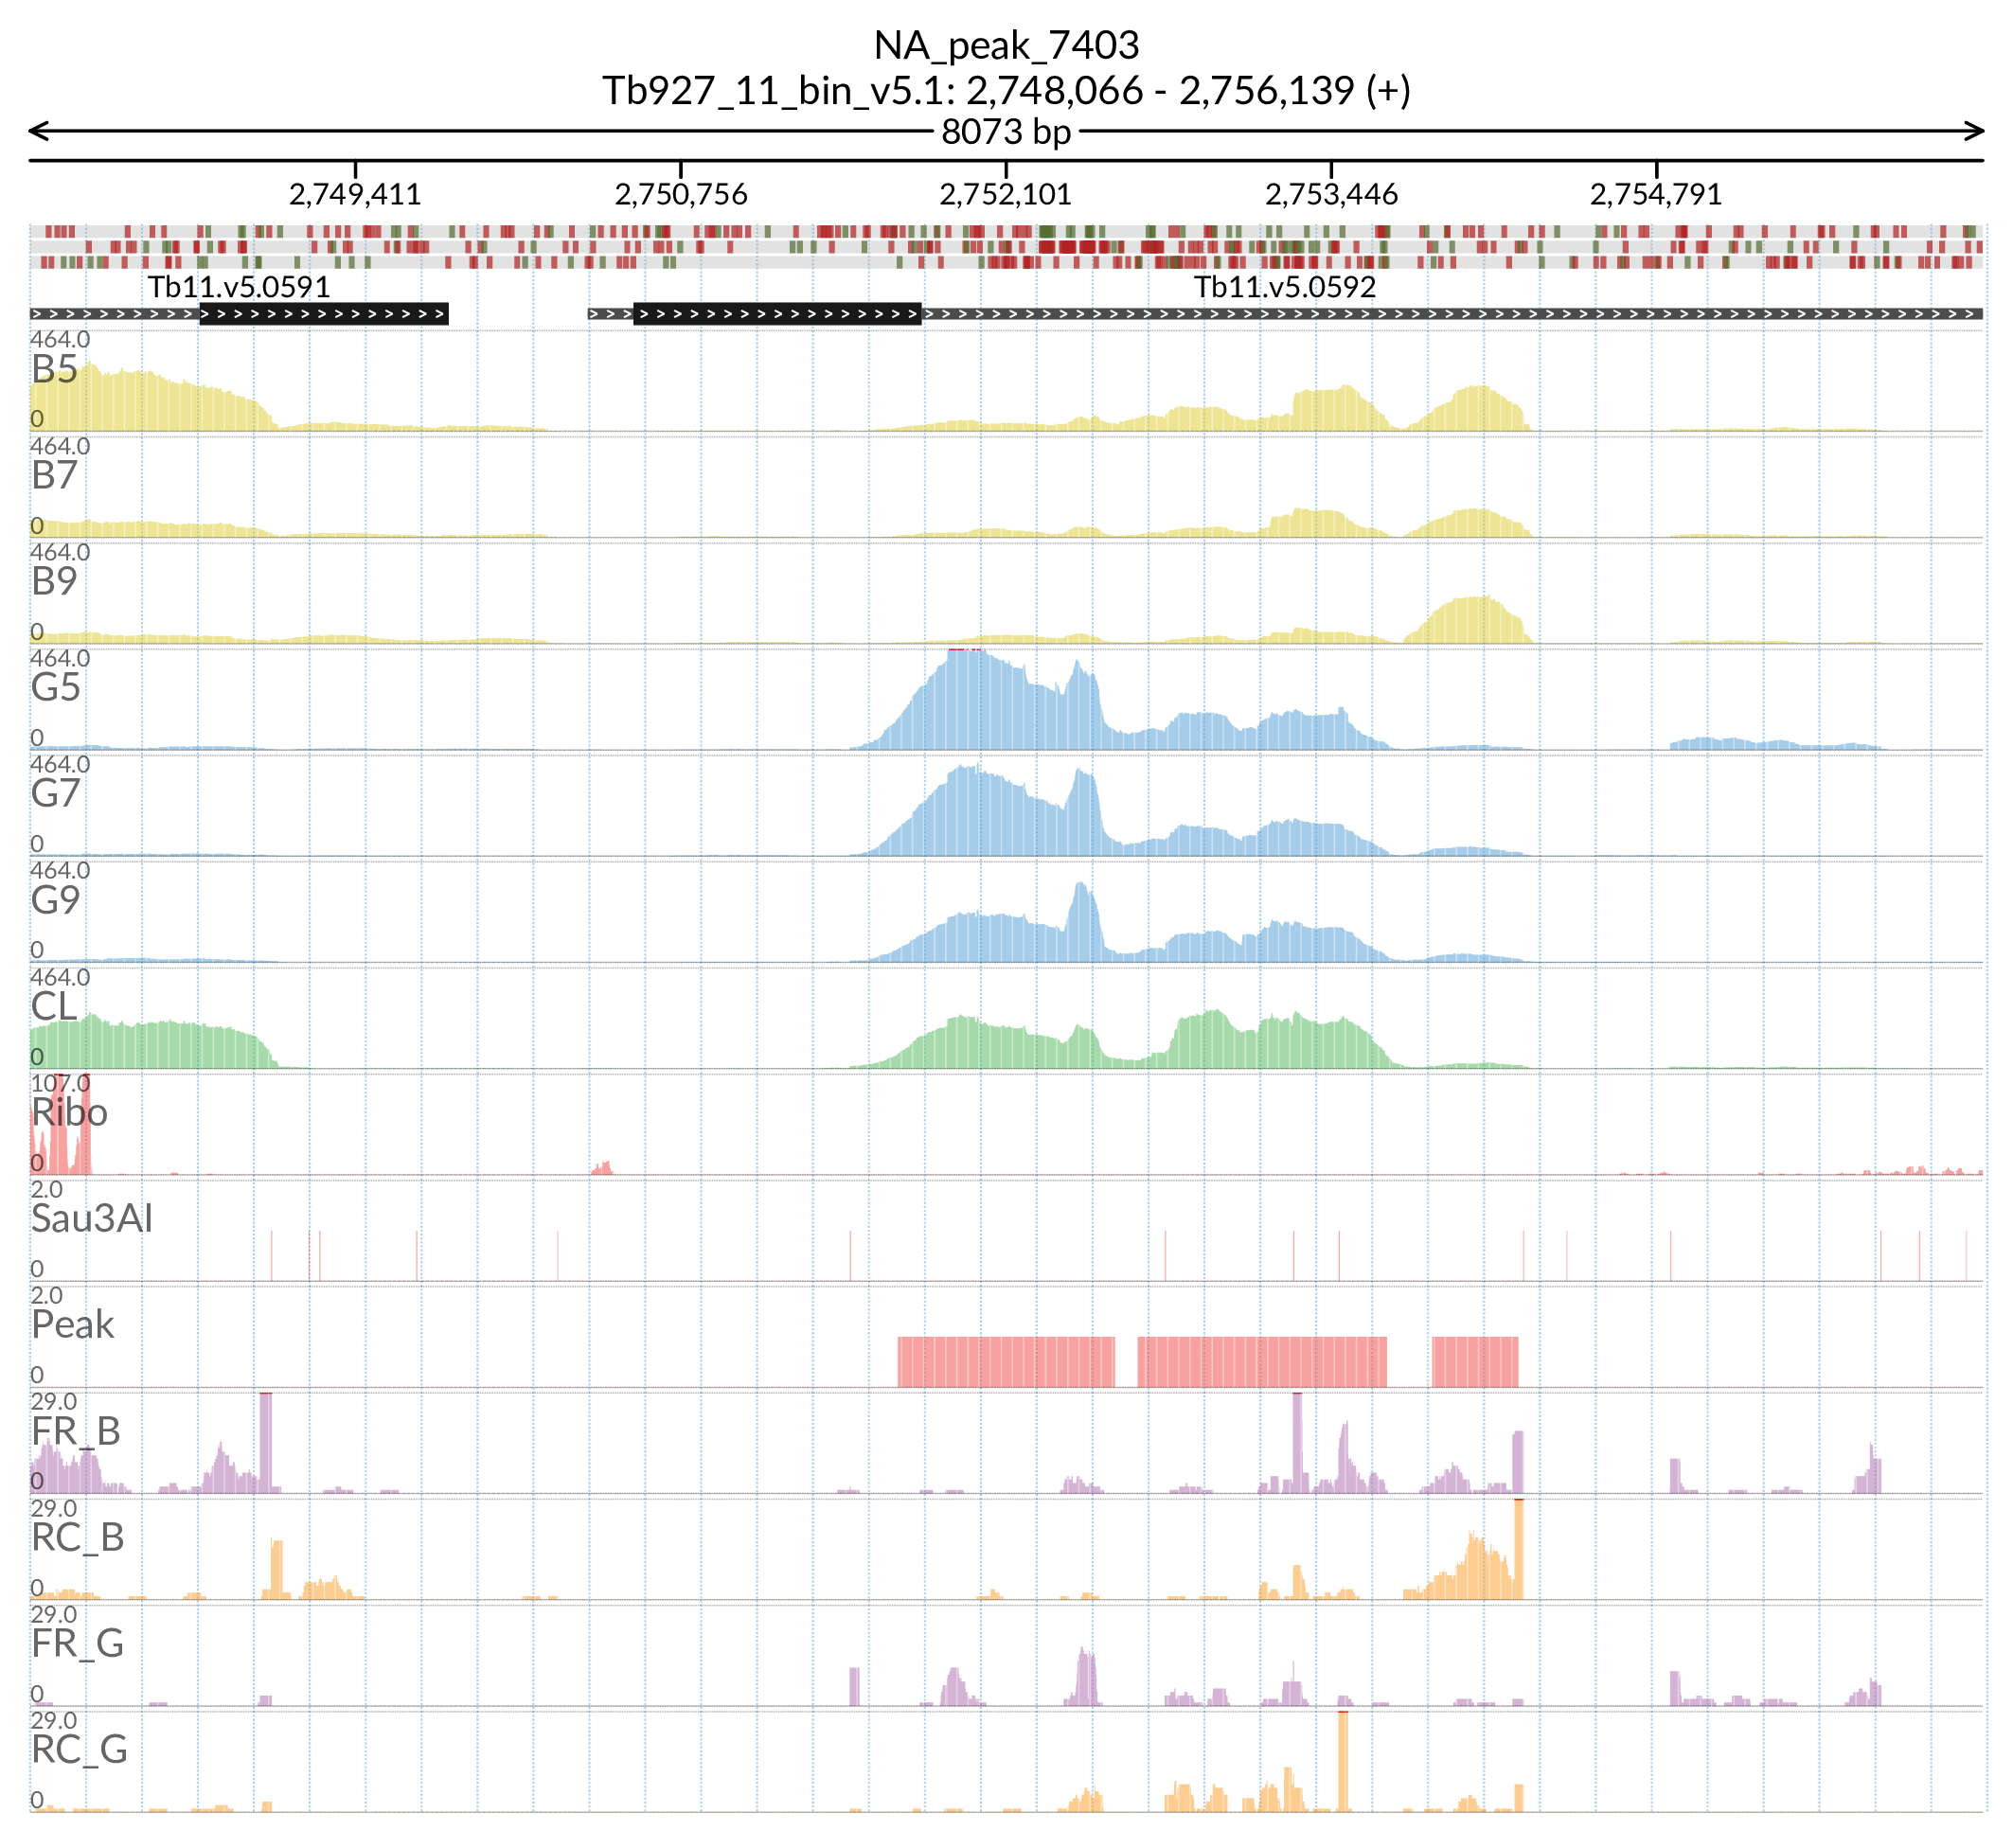 NA_peak_7403
Tb927_11_bin_v5.1: 2,748,066 - 2,756,139 (+)
8073 bp
2,749,411 2,750,756 2,752,101 2,753,446 2,754,791
Tb11.v5.0591 Tb11.v5.0592
464.0
B5
0
464.0
B7
0
464.0
B9
0
464.0
G5
0
464.0
G7
0
464.0
G9
0
464.0
CL
0
107.0
Ribo
0
2.0
Sau3AI
0
2.0
Peak
0
29.0
FR_B
0
29.0
RC_B
0
29.0
FR_G
0
29.0
RC_G
0